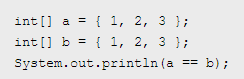 int[] a = { 1, 2, 3 };
int[] b = { 1, 2, 3 };
System.out.println(a == b);